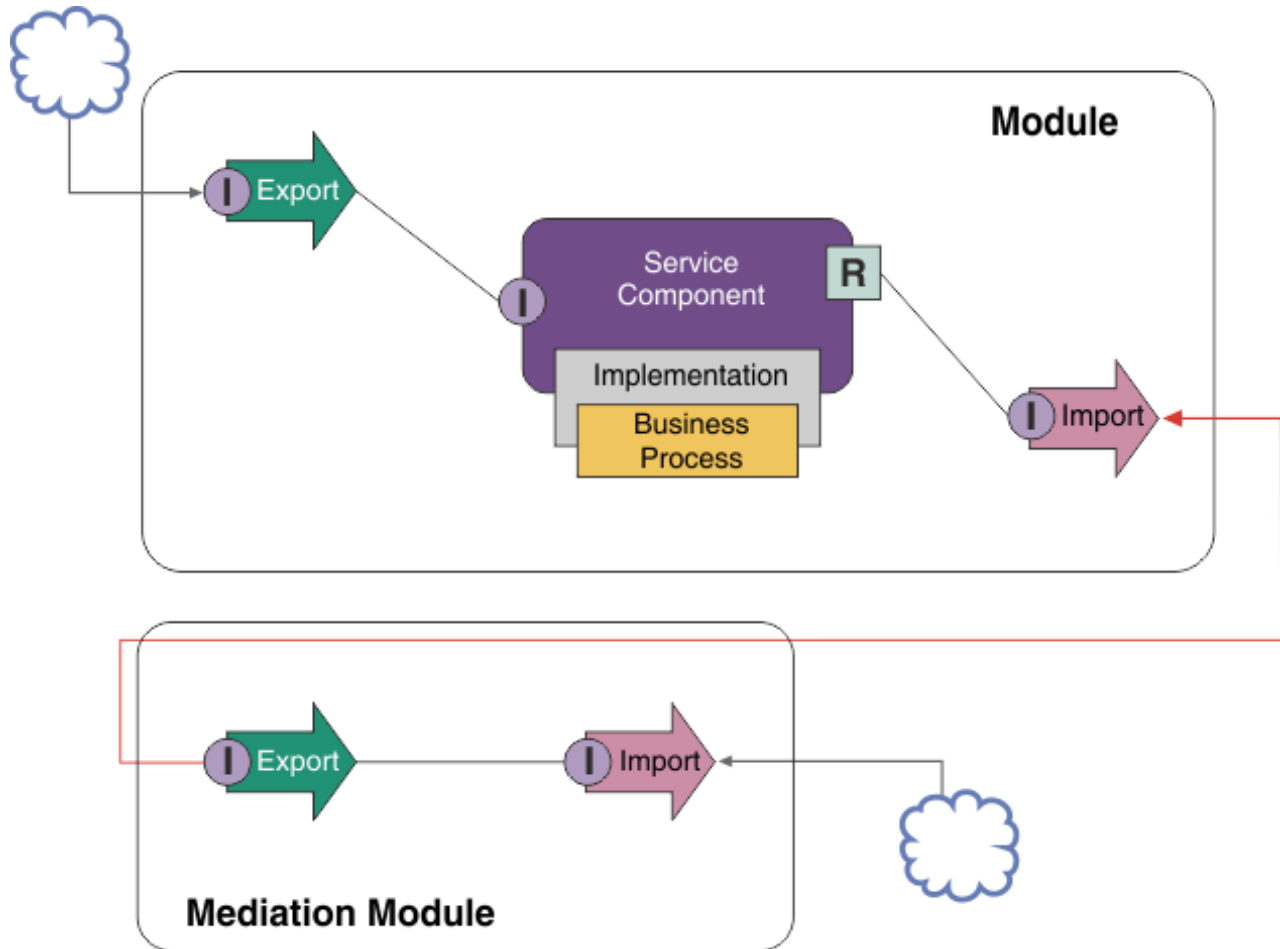 Module
I
Export
Service
Component
R
I
Implementation
Business
Process
I
Import
I
Export
I
Import
Mediation Module